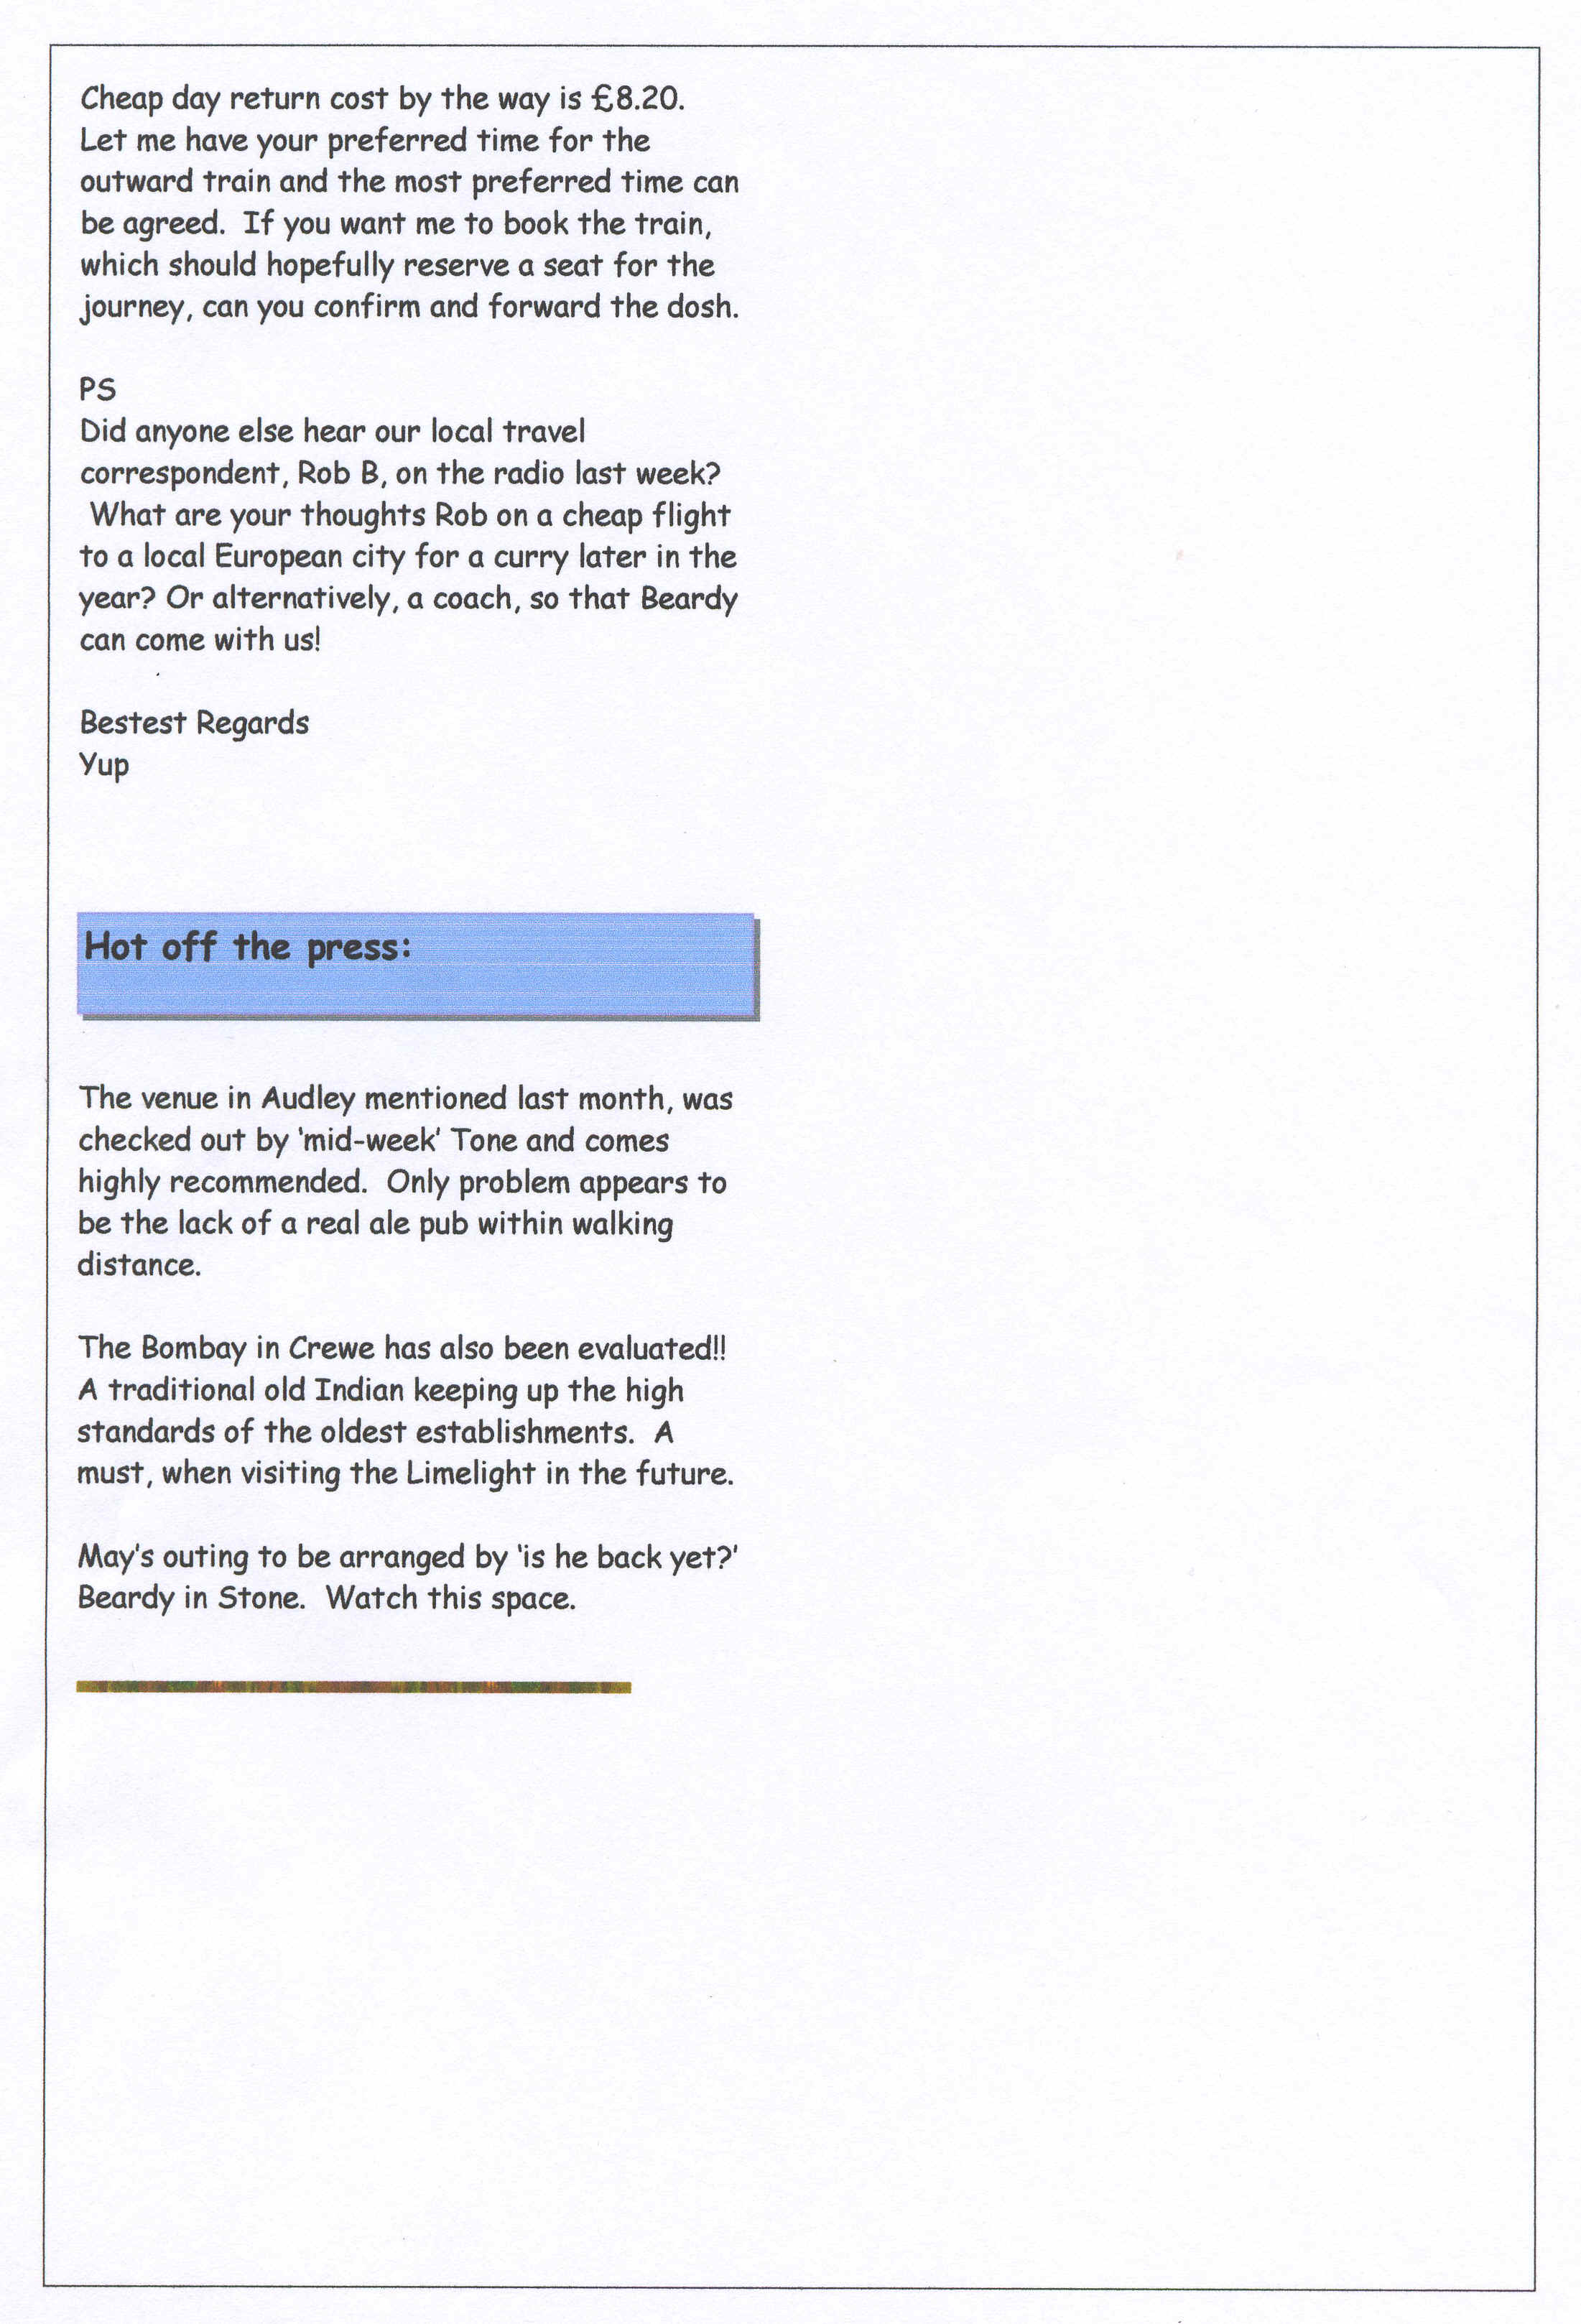 Cheap day return cost by the way is £8.20.
Let me have your preferred time for the
outward train and the most preferred time can
be agreed.  If you want me to book the train,
which should hopefully reserve a seat for the
journey, can you confirm and forward the dosh.

PS
Did anyone else hear our local travel
correspondent, Rob B, on the radio last week?
What are your thoughts Rob on a cheap flight
to a local European city for a curry later in the
year? Or alternatively, a coach, so that Beardy
can come with us!

Bestest Regards
Yup

Hot off the press:

The venue in Audley mentioned last month, was
checked out by 'mid-week' Tone and comes
highly recommended.  Only problem appears to
be the lack of a real ale pub within walking
distance.

The Bombay in Crewe has also been evaluated!!
A traditional old Indian keeping up the high
standards of the oldest establishments.  A
must, when visiting the Limelight in the future.

May's outing to be arranged by 'is he back yet?'
Beardy in Stone.  Watch this space.